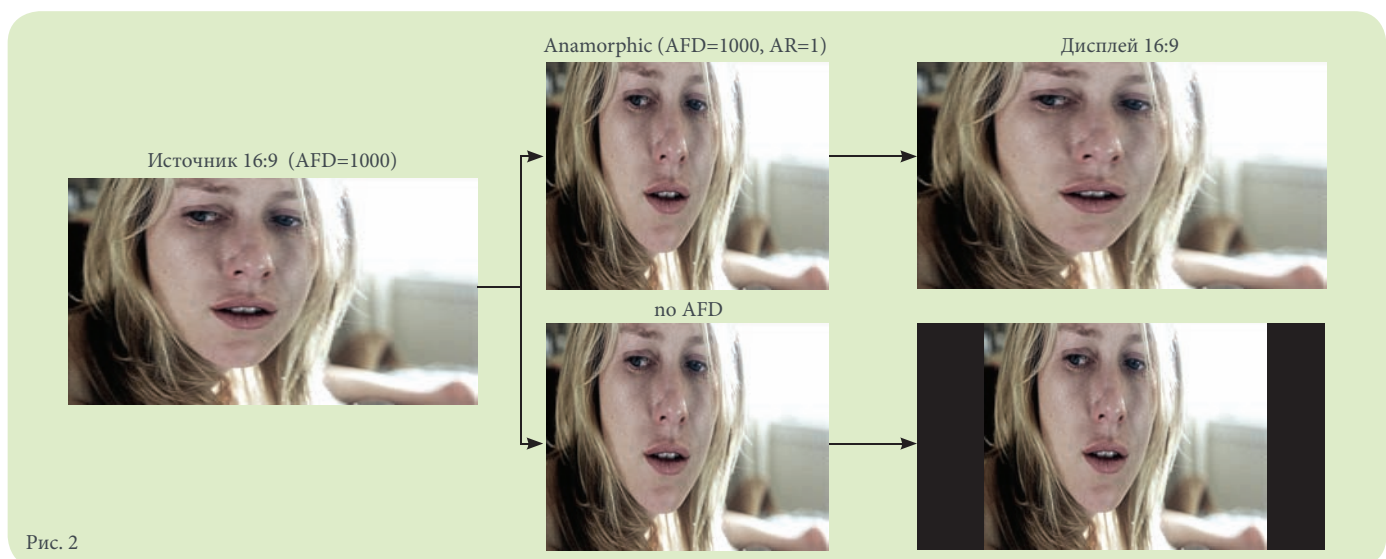 Anamorphic (AFD=1000, AR=1)
Дисплей 16:9
Источник 16:9 (AFD=1000)
no AFD
Рис. 2